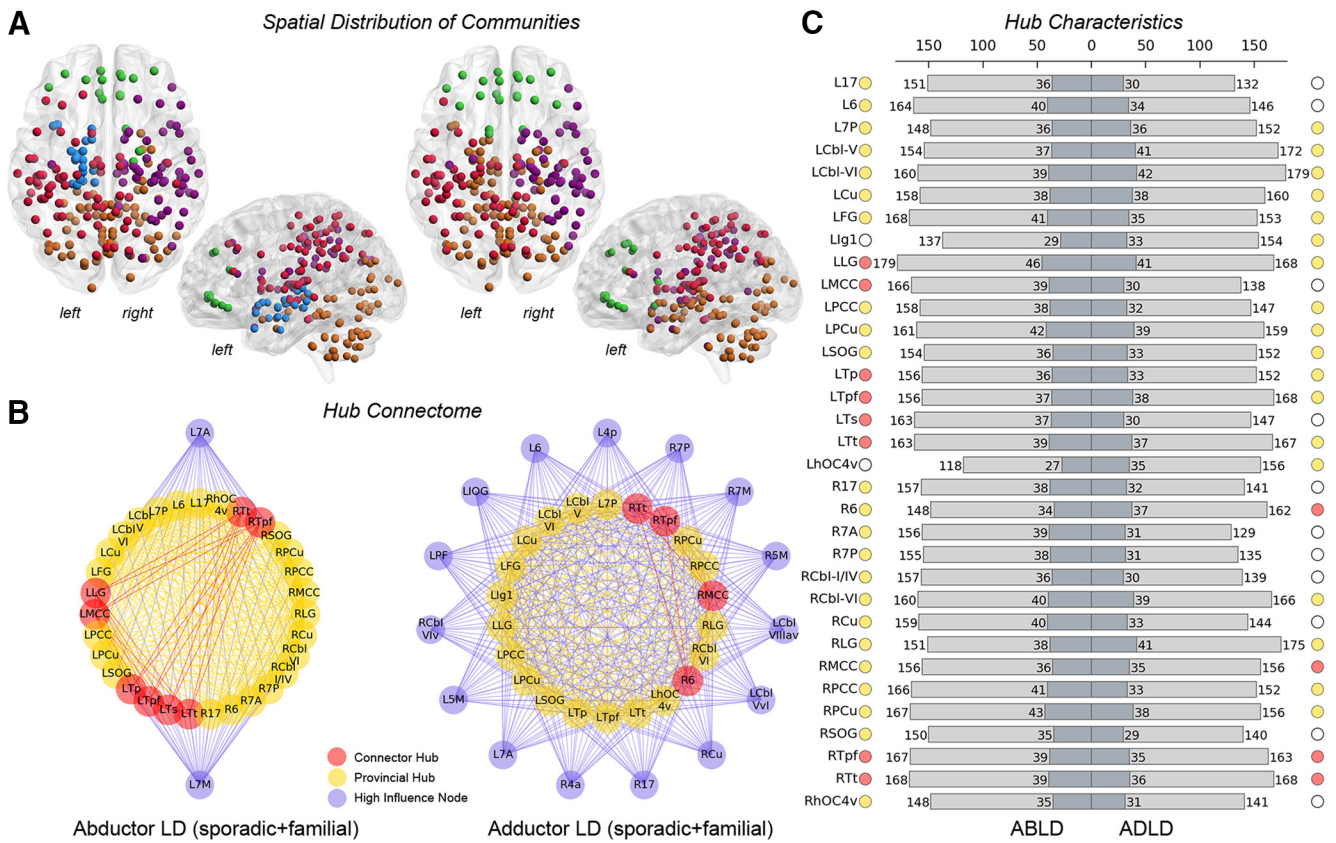 A
Spatial Distribution of Communities
left
right
left
left
right
left
B
Hub Connectome
L7A
L17
RhOC
4v
RTt
RTpf
RSOG
RPCu
RPCC
RMCC
RLG
RCu
RCbl
VI
RCbl
I/IV
R7P
R7A
R6
R17
LTt
LTs
LTpf
LTp
LSOG
LPCu
LPCC
LMCC
LLG
LFG
LCu
LCbl
VI
LCbl
V
L7P
L6
L7M
Connector Hub
Provincial Hub
High Influence Node
L4p
R7P
R7M
R5M
LCbl
VIIIav
LCbl
VvI
RCu
R17
R4a
L7A
L5M
RCbl
VIv
LPF
LIOG
L6
L7P
RTt
RTpf
RPCu
RPCC
RMCC
RLG
RCbl
VI
R6
LhOC
4v
LTt
LTpf
LTp
LSOG
LPCu
LPCC
LLG
LIg1
LFG
LCu
LCbl
VI
LCbl
V
Abductor LD (sporadic+familial)
Adductor LD (sporadic+familial)
C
Hub Characteristics
150 100 50 0 50 100 150
L17 151 36 30 132
L6 164 40 34 146
L7P 148 36 36 152
LCbl-V 154 37 41 172
LCbl-VI 160 39 42 179
LCu 158 38 38 160
LFG 168 41 35 153
LIg1 137 29 33 154
LLG 179 46 41 168
LMCC 166 39 30 138
LPCC 158 38 32 147
LPCu 161 42 39 159
LSOG 154 36 33 152
LTp 156 36 33 152
LTpf 156 37 38 168
LTs 163 37 30 147
LTt 163 39 37 167
LhOC4v 118 27 35 156
R17 157 38 32 141
R6 148 34 37 162
R7A 156 39 31 129
R7P 155 38 31 135
RCbl-I/IV 157 36 30 139
RCbl-VI 160 40 39 166
RCu 159 40 33 144
RLG 151 38 41 175
RMCC 156 36 35 156
RPCC 166 41 33 152
RPCu 167 43 38 156
RSOG 150 35 29 140
RTpf 167 39 35 163
RTt 168 39 36 168
RhOC4v 148 35 31 141
ABLD ADLD